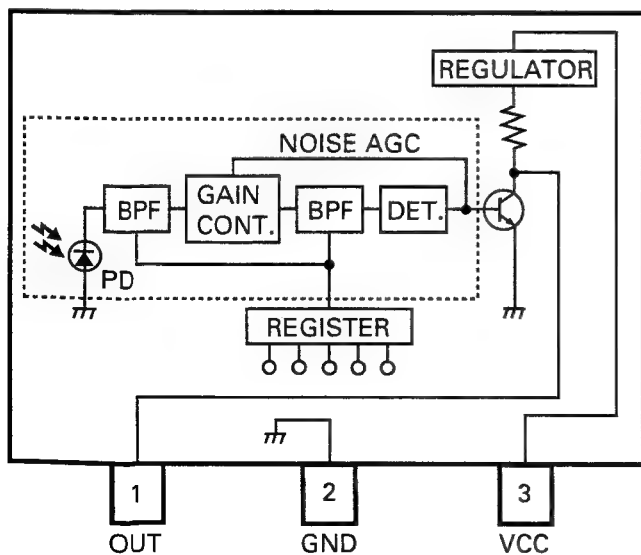 REGULATOR
NOISE AGC
BPF
GAIN
CONT.
BPF
DET.
PD
REGISTER
1
2
3
OUT
GND
VCC